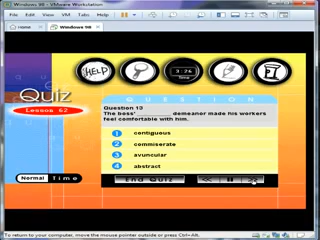 Windows 98 - VMware Workstation
File Edit View VM Tabs Help
Home Windows 98
HELP
3:26
Quiz
QUESTION
Lesson 62
Question 13
The boss' ________ demeanor made his workers
feel comfortable with him.
1 contiguous
2 commiserate
3 avuncular
4 abstract
Normal Time
End Quiz
To return to your computer, move the mouse pointer outside or press Ctrl+Alt.